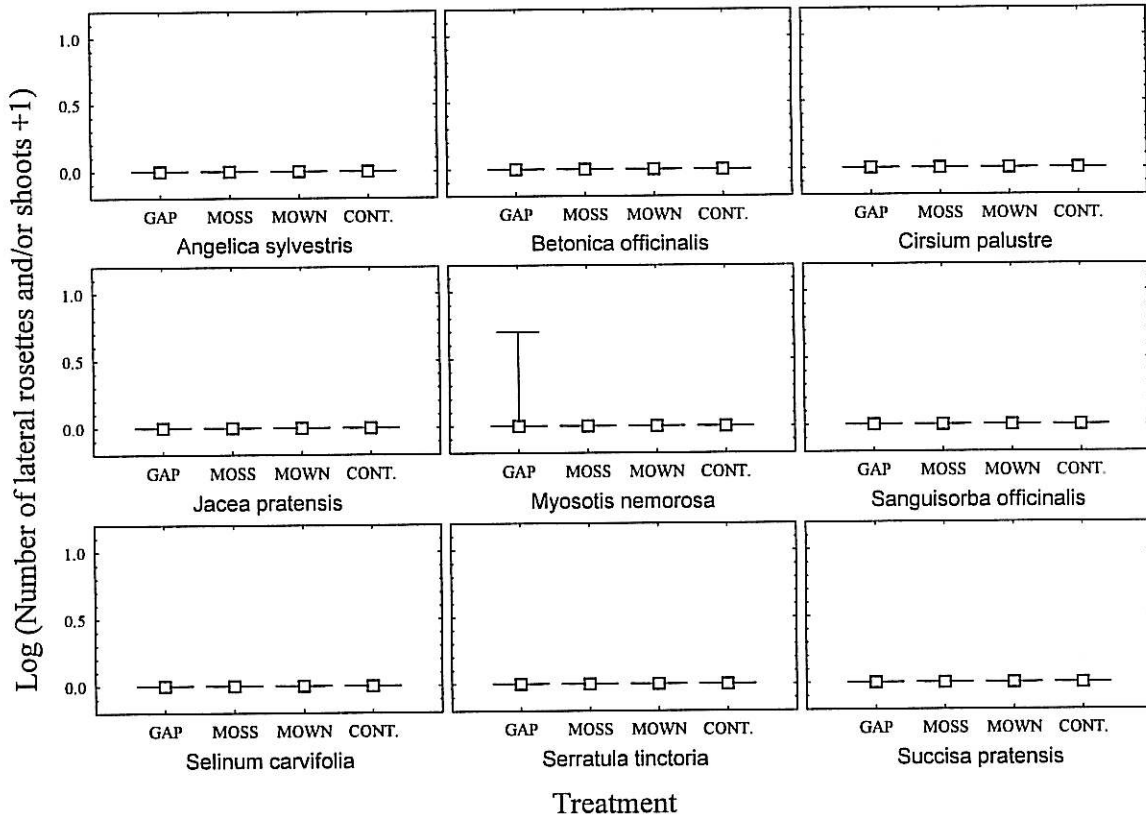 Log (Number of lateral rosettes and/or shoots +1)
1.0
0.5
0.0
GAP MOSS MOWN CONT.
GAP MOSS MOWN CONT.
GAP MOSS MOWN CONT.
Angelica sylvestris
Betonica officinalis
Cirsium palustre
1.0
0.5
0.0
GAP MOSS MOWN CONT.
GAP MOSS MOWN CONT.
GAP MOSS MOWN CONT.
Jacea pratensis
Myosotis nemorosa
Sanguisorba officinalis
1.0
0.5
0.0
GAP MOSS MOWN CONT.
GAP MOSS MOWN CONT.
GAP MOSS MOWN CONT.
Selinum carvifolia
Serratula tinctoria
Succisa pratensis
Treatment